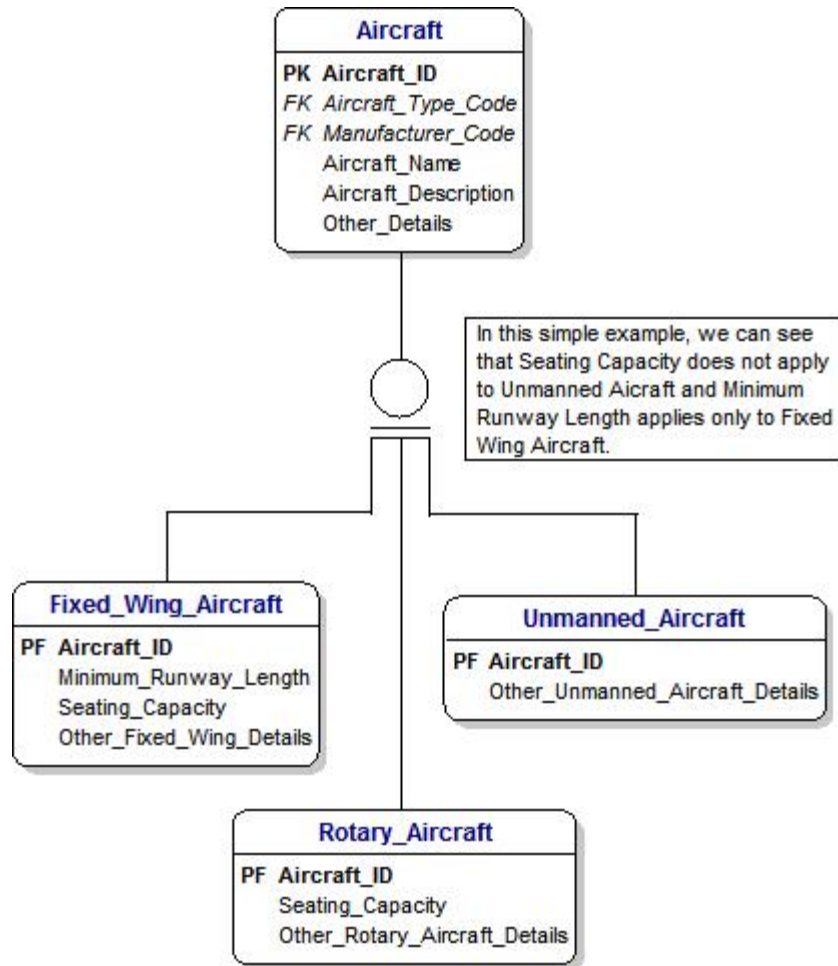 Aircraft
PK Aircraft_ID
FK Aircraft_Type_Code
FK Manufacturer_Code
Aircraft_Name
Aircraft_Description
Other_Details
In this simple example, we can see
that Seating Capacity does not apply
to Unmanned Aicraft and Minimum
Runway Length applies only to Fixed
Wing Aircraft.
Fixed_Wing_Aircraft
PF Aircraft_ID
Minimum_Runway_Length
Seating_Capacity
Other_Fixed_Wing_Details
Unmanned_Aircraft
PF Aircraft_ID
Other_Unmanned_Aircraft_Details
Rotary_Aircraft
PF Aircraft_ID
Seating_Capacity
Other_Rotary_Aircraft_Details